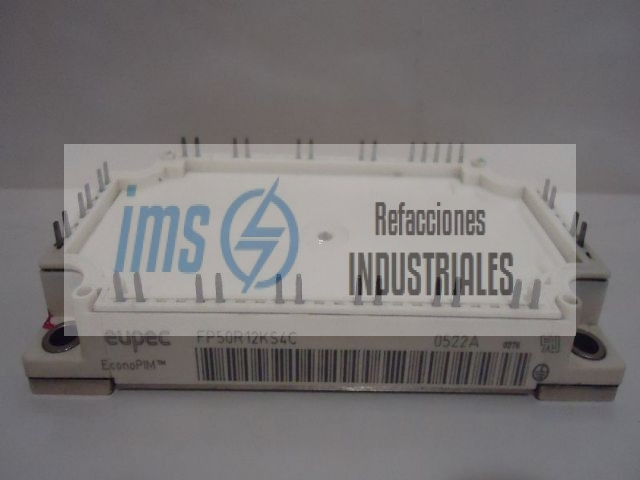 ims
Refacciones
INDUSTRIALES
eupec FP50R12KS4C 0522A
EconoPIM™